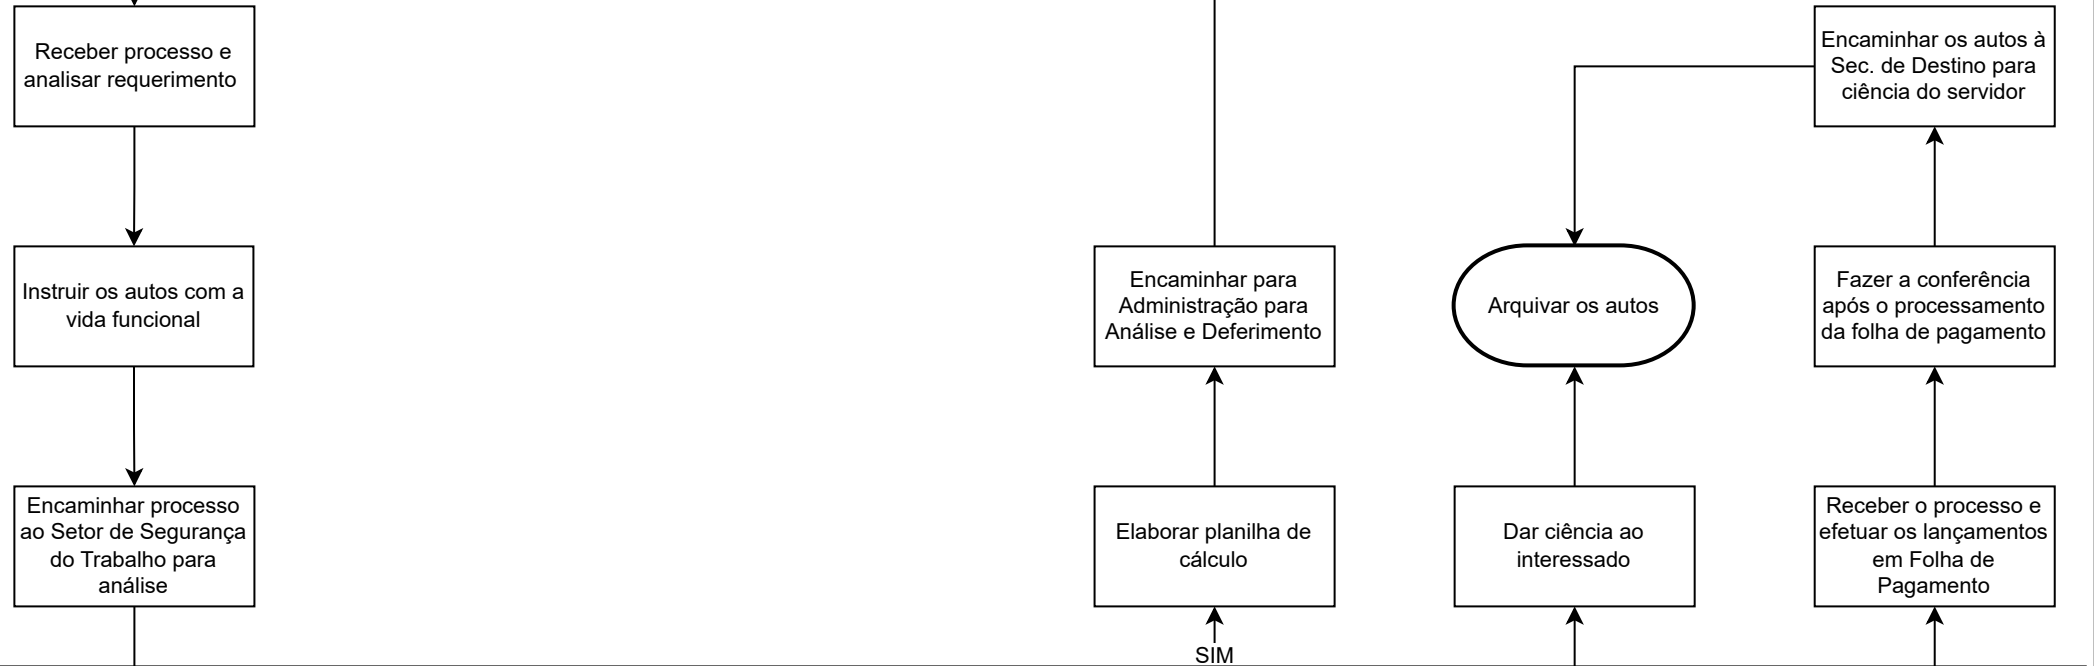 Receber processo e
analisar requerimento
Instruir os autos com a
vida funcional
Encaminhar processo
ao Setor de Segurança
do Trabalho para
análise
Encaminhar para
Administração para
Análise e Deferimento
Elaborar planilha de
cálculo
SIM
Arquivar os autos
Dar ciência ao
interessado
Encaminhar os autos à
Sec. de Destino para
ciência do servidor
Fazer a conferência
após o processamento
da folha de pagamento
Receber o processo e
efetuar os lançamentos
em Folha de
Pagamento